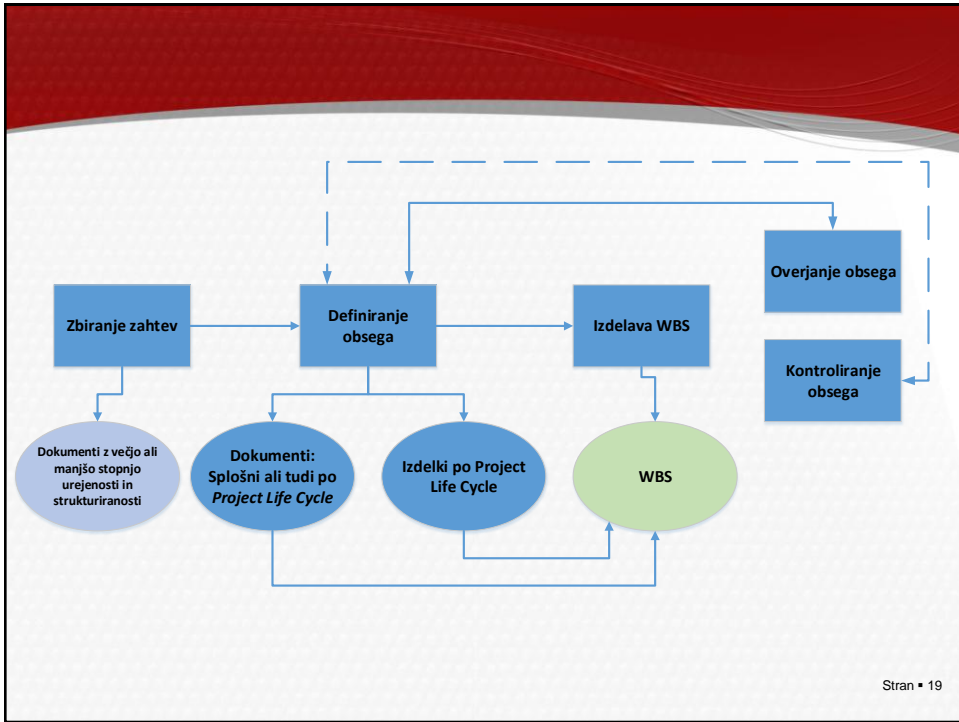 Overjanje obsega
Zbiranje zahtev
Definiranje
obsega
Izdelava WBS
Kontroliranje
obsega
Dokumenti z večjo ali
manjšo stopnjo
urejenosti in
strukturiranosti
Dokumenti:
Splošni ali tudi po
Project Life Cycle
Izdelki po Project
Life Cycle
WBS
Stran ▪ 19